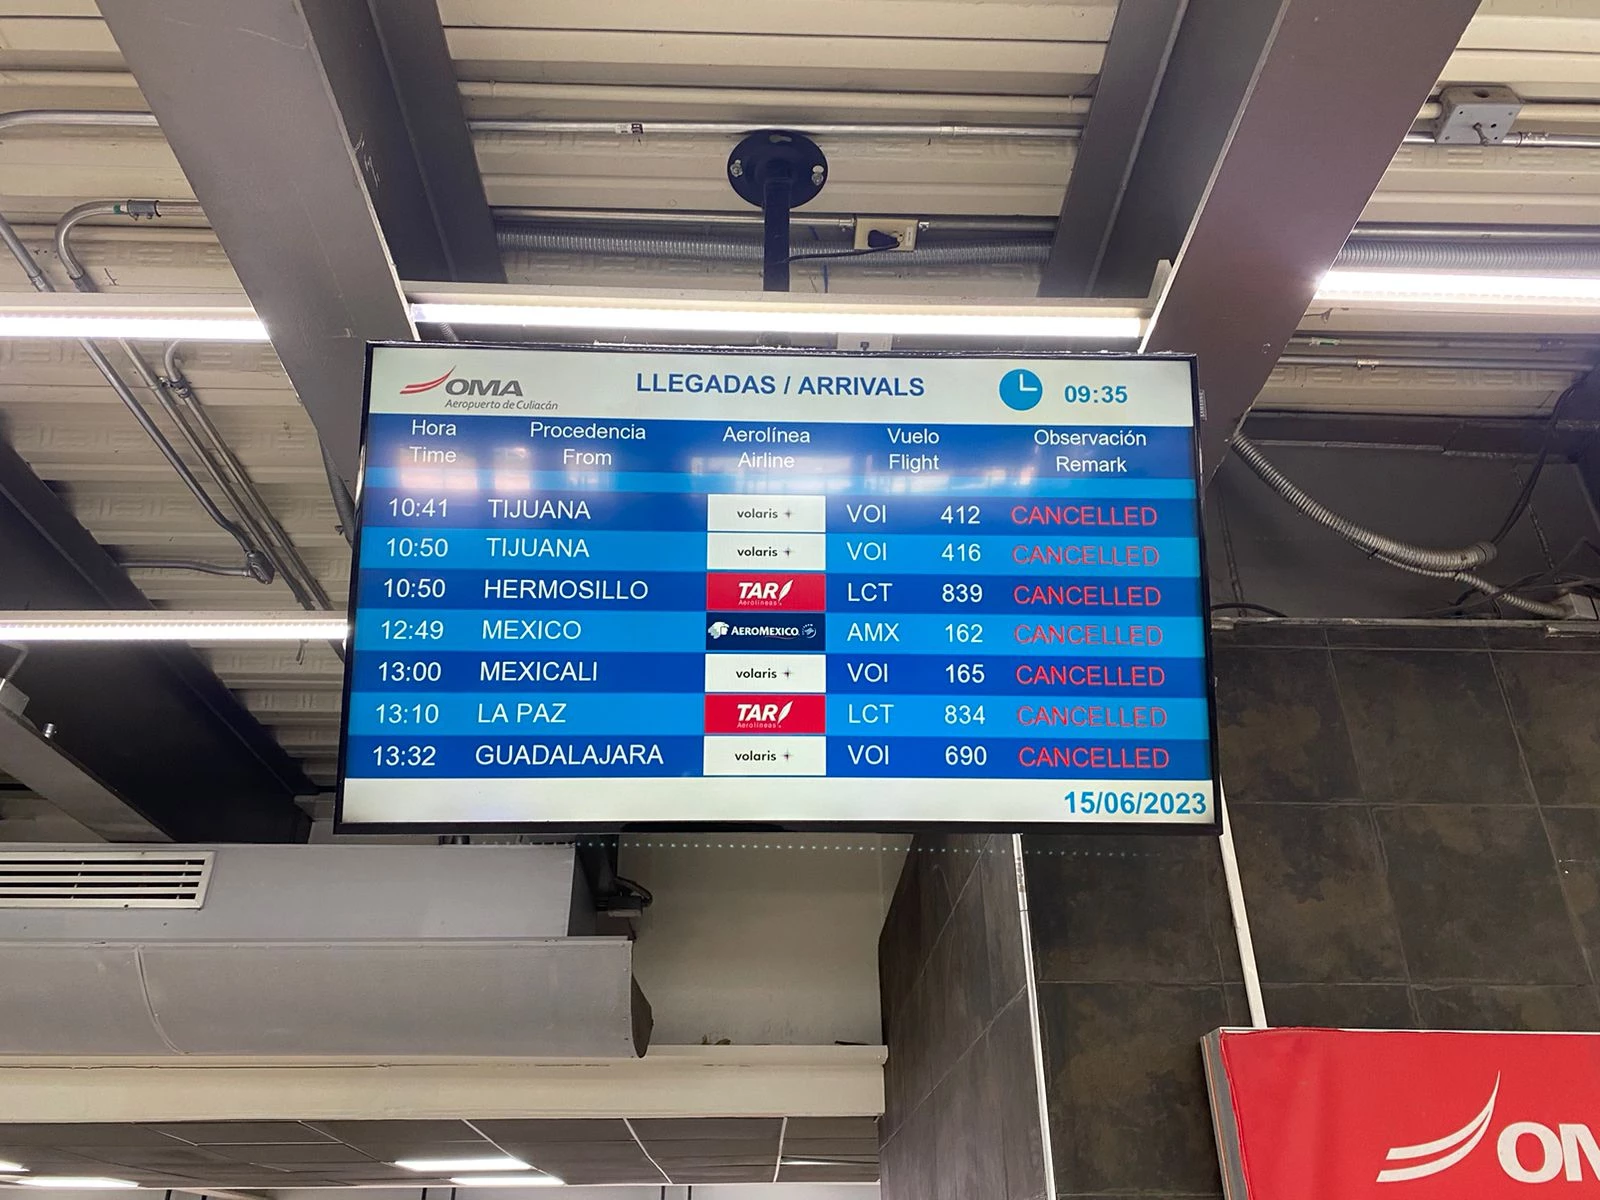 OMA
Aeropuerto de Culiacán
LLEGADAS / ARRIVALS
09:35
Hora Procedencia Aerolínea Vuelo Observación
Time From Airline Flight Remark
10:41 TIJUANA volaris VOI 412 CANCELLED
10:50 TIJUANA volaris VOI 416 CANCELLED
10:50 HERMOSILLO TAR Aerolíneas LCT 839 CANCELLED
12:49 MEXICO AEROMEXICO. AMX 162 CANCELLED
13:00 MEXICALI volaris VOI 165 CANCELLED
13:10 LA PAZ TAR Aerolíneas LCT 834 CANCELLED
13:32 GUADALAJARA volaris VOI 690 CANCELLED
15/06/2023
OM